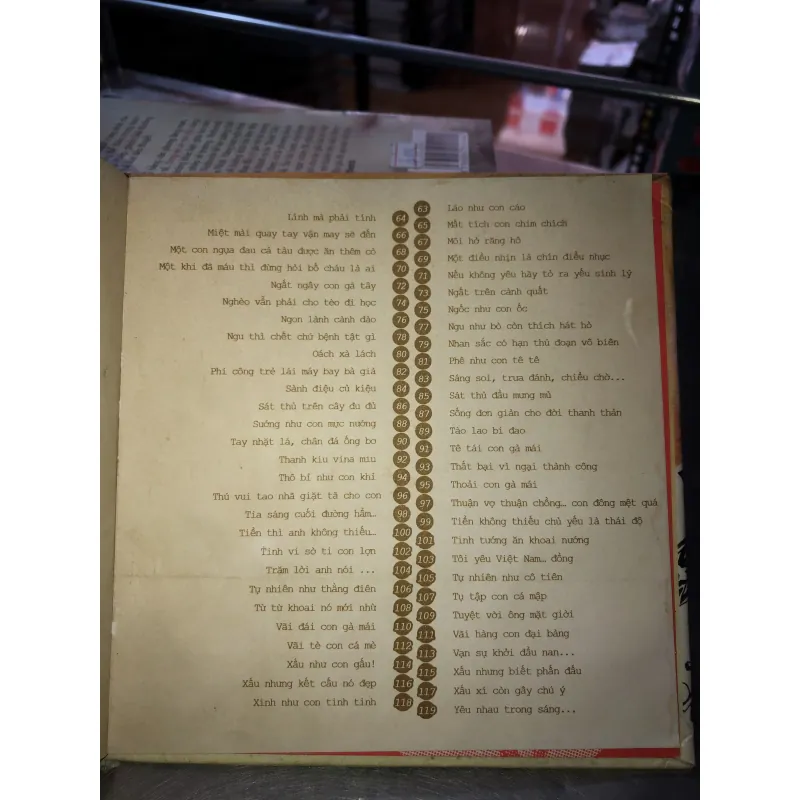 Lính mà phải tính 64
Miệt mài quay tay vận may sẽ đến 66
Một con ngựa đau cả tàu được ăn thêm cỏ 68
Một khi đã máu thì đừng hỏi bố cháu là ai 70
Ngất ngây con gà tây 72
Nghèo vẫn phải cho tèo đi học 74
Ngon lành cành đào 76
Ngu thì chết chứ bệnh tật gì 78
Oách xà lách 80
Phi công trẻ lái máy bay bà già 82
Sành điệu củ kiệu 84
Sát thủ trên cây đu đủ 86
Sướng như con mực nướng 88
Tay nhặt lá, chân đá ống bơ 90
Thanh kiu vina miu 92
Thô bỉ như con khỉ 94
Thú vui tao nhã giặt tã cho con 96
Tia sáng cuối đường hầm… 98
Tiền thì anh không thiếu… 100
Tinh vi sờ ti con lợn 102
Trộm lời anh nói ... 104
Tự nhiên như thằng điên 106
Từ từ khoai nó mới nhừ 108
Vãi đái con gà mái 110
Vãi tè con cá mè 112
Xấu như con gấu! 114
Xấu nhưng kết cấu nó đẹp 116
Xinh như con tinh tinh 118
63 Láo như con cáo
65 Mất tích con chim chích
67 Môi hở răng hô
69 Một điều nhịn là chín điều nhục
71 Nếu không yêu hãy tỏ ra yếu sinh lý
73 Ngất trên cành quất
75 Ngốc như con ốc
77 Ngu như bò còn thích hát hò
79 Nhan sắc có hạn thủ đoạn vô biên
81 Phê như con tê tê
83 Sáng soi, trưa đánh, chiều chờ...
85 Sát thủ đầu mưng mủ
87 Sống đơn giản cho đời thanh thản
89 Tào lao bí đao
91 Tê tái con gà mái
93 Thất bại vì ngại thành công
95 Thoải con gà mái
97 Thuận vợ thuận chồng… con đông mệt quá
99 Tiền không thiếu chủ yếu là thái độ
101 Tình tướng ăn khoai nướng
103 Tôi yêu Việt Nam… đồng
105 Tự nhiên như cô tiên
107 Tụ tập con cá mập
109 Tuyệt vời ông mặt giời
111 Vãi hàng con đại bàng
113 Vạn sự khởi đầu nan...
115 Xấu nhưng biết phấn đấu
117 Xấu xí còn gây chú ý
119 Yêu nhau trong sáng...